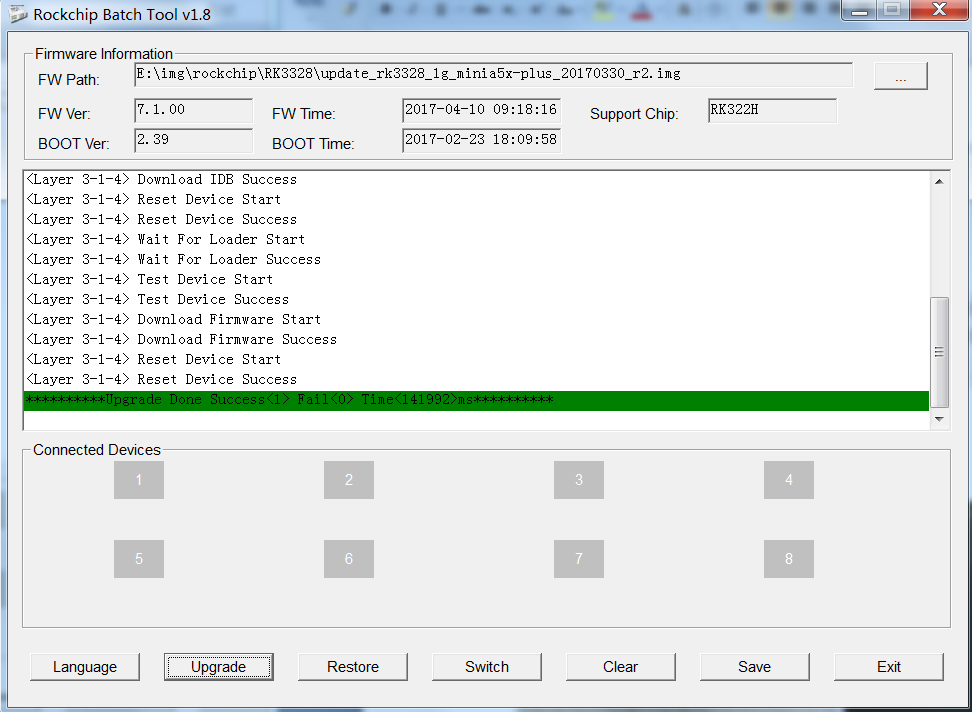 Rockchip Batch Tool v1.8
Firmware Information
FW Path: E:\img\rockchip\RK3328\update_rk3328_1g_minia5x-plus_20170330_r2.img ...
FW Ver: 7.1.00 FW Time: 2017-04-10 09:18:16 Support Chip: RK322H
BOOT Ver: 2.39 BOOT Time: 2017-02-23 18:09:58
<Layer 3-1-4> Download IDB Success
<Layer 3-1-4> Reset Device Start
<Layer 3-1-4> Reset Device Success
<Layer 3-1-4> Wait For Loader Start
<Layer 3-1-4> Wait For Loader Success
<Layer 3-1-4> Test Device Start
<Layer 3-1-4> Test Device Success
<Layer 3-1-4> Download Firmware Start
<Layer 3-1-4> Download Firmware Success
<Layer 3-1-4> Reset Device Start
<Layer 3-1-4> Reset Device Success
**********Upgrade Done Success<1> Fail<0> Time<141992>ms**********
Connected Devices
1 2 3 4
5 6 7 8
Language Upgrade Restore Switch Clear Save Exit